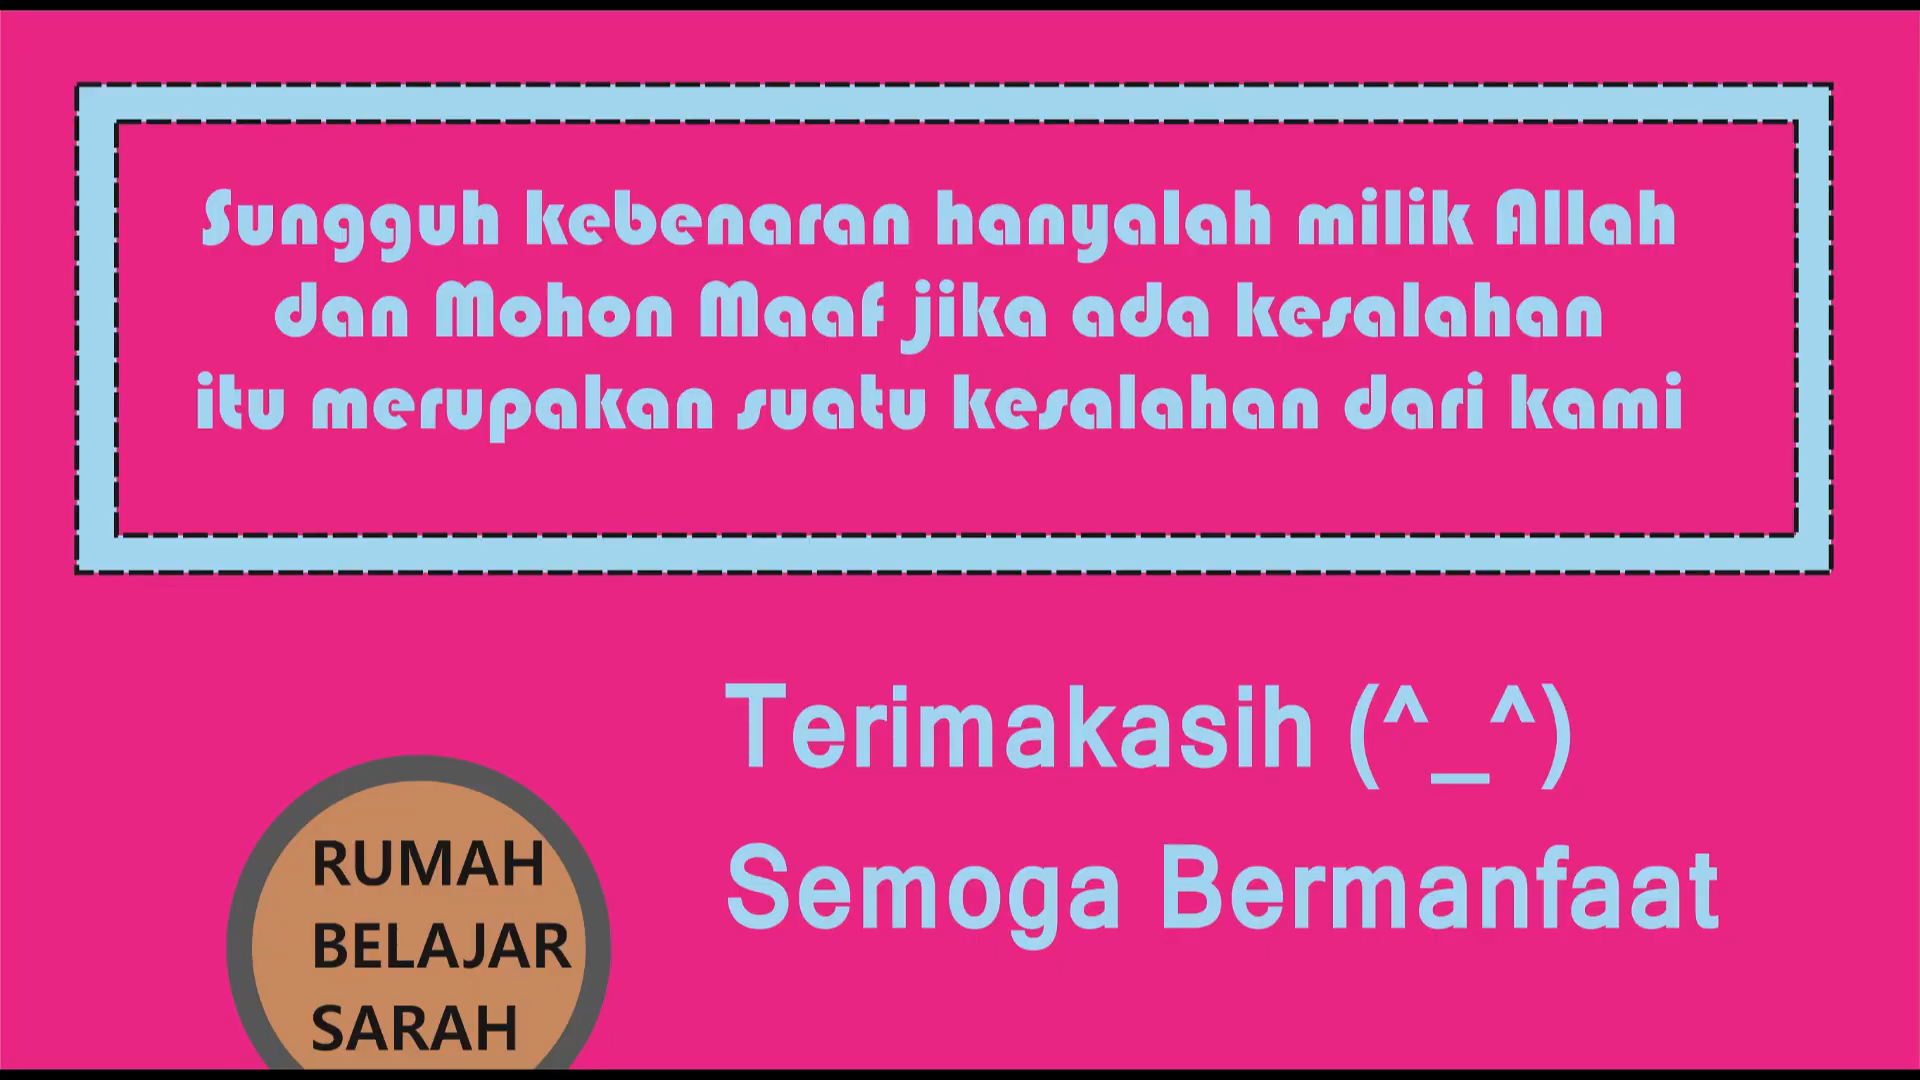 Sungguh kebenaran hanyalah milik Allah
dan Mohon Maaf jika ada kesalahan
itu merupakan suatu kesalahan dari kami
Terimakasih (^_^)
Semoga Bermanfaat
RUMAH
BELAJAR
SARAH